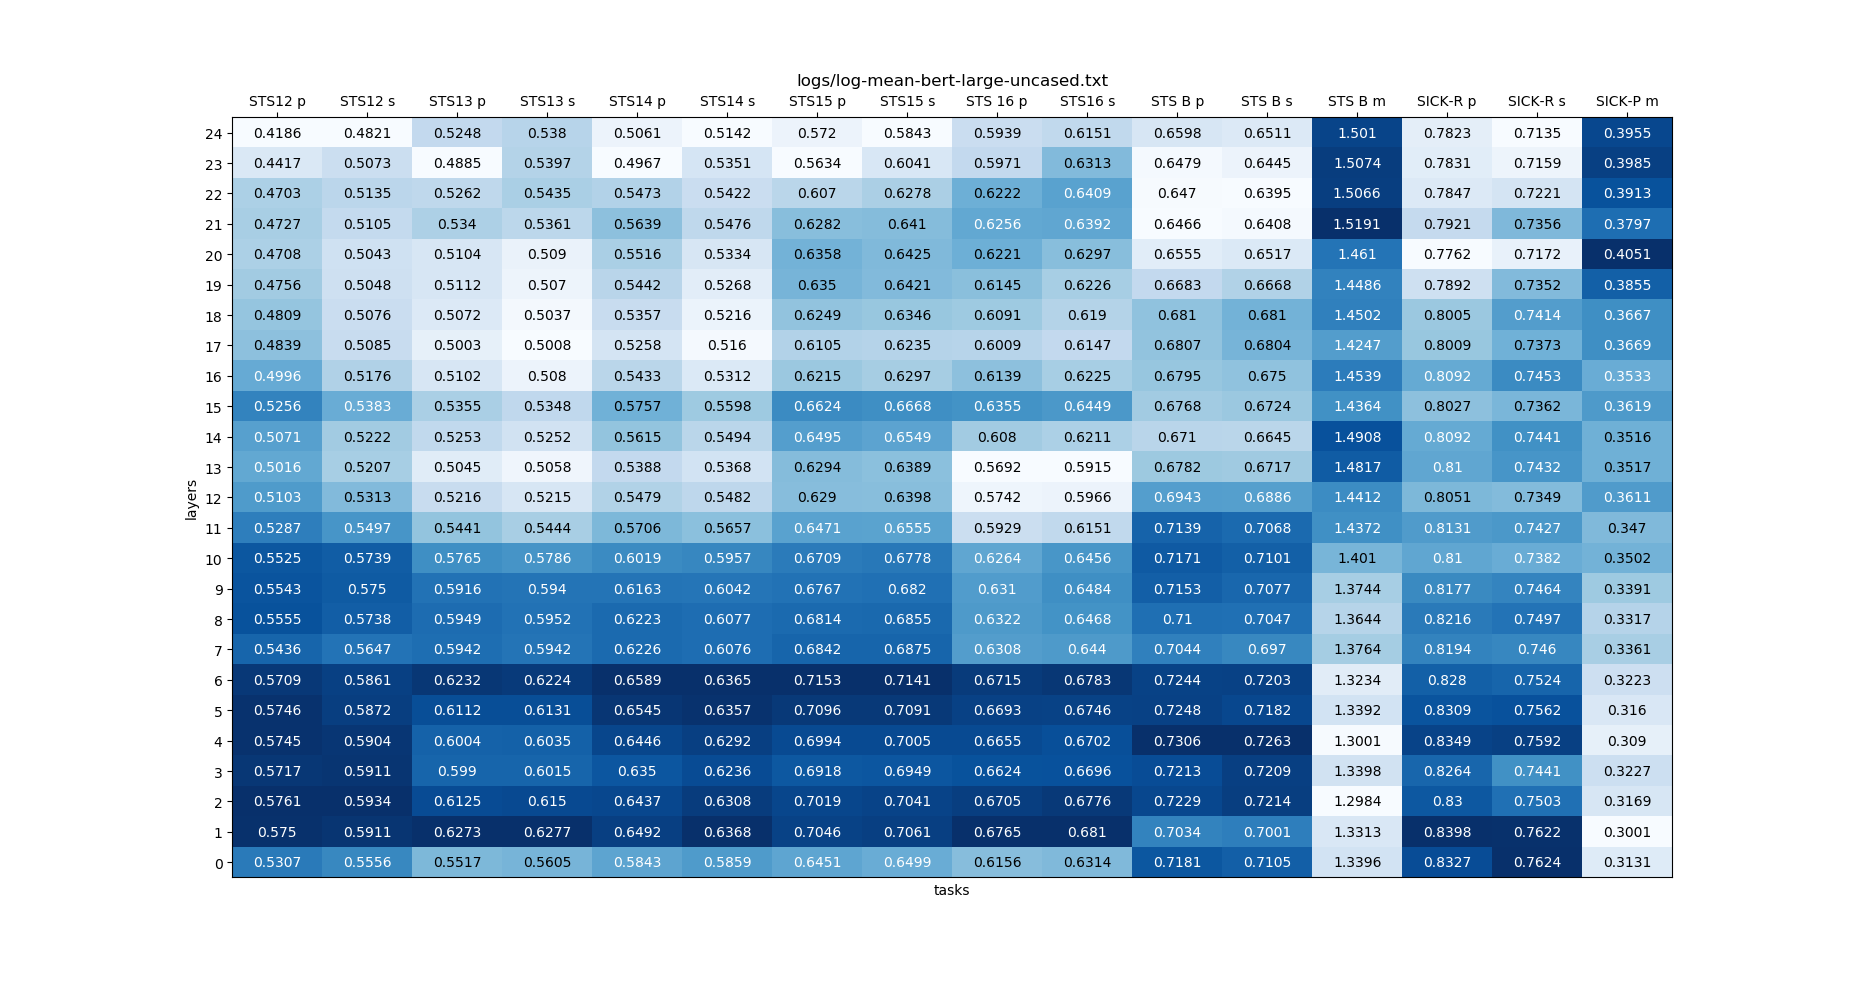 logs/log-mean-bert-large-uncased.txt
STS12 p STS12 s STS13 p STS13 s STS14 p STS14 s STS15 p STS15 s STS 16 p STS16 s STS B p STS B s STS B m SICK-R p SICK-R s SICK-P m
24 0.4186 0.4821 0.5248 0.538 0.5061 0.5142 0.572 0.5843 0.5939 0.6151 0.6598 0.6511 1.501 0.7823 0.7135 0.3955
23 0.4417 0.5073 0.4885 0.5397 0.4967 0.5351 0.5634 0.6041 0.5971 0.6313 0.6479 0.6445 1.5074 0.7831 0.7159 0.3985
22 0.4703 0.5135 0.5262 0.5435 0.5473 0.5422 0.607 0.6278 0.6222 0.6409 0.647 0.6395 1.5066 0.7847 0.7221 0.3913
21 0.4727 0.5105 0.534 0.5361 0.5639 0.5476 0.6282 0.641 0.6256 0.6392 0.6466 0.6408 1.5191 0.7921 0.7356 0.3797
20 0.4708 0.5043 0.5104 0.509 0.5516 0.5334 0.6358 0.6425 0.6221 0.6297 0.6555 0.6517 1.461 0.7762 0.7172 0.4051
19 0.4756 0.5048 0.5112 0.507 0.5442 0.5268 0.635 0.6421 0.6145 0.6226 0.6683 0.6668 1.4486 0.7892 0.7352 0.3855
18 0.4809 0.5076 0.5072 0.5037 0.5357 0.5216 0.6249 0.6346 0.6091 0.619 0.681 0.681 1.4502 0.8005 0.7414 0.3667
17 0.4839 0.5085 0.5003 0.5008 0.5258 0.516 0.6105 0.6235 0.6009 0.6147 0.6807 0.6804 1.4247 0.8009 0.7373 0.3669
16 0.4996 0.5176 0.5102 0.508 0.5433 0.5312 0.6215 0.6297 0.6139 0.6225 0.6795 0.675 1.4539 0.8092 0.7453 0.3533
15 0.5256 0.5383 0.5355 0.5348 0.5757 0.5598 0.6624 0.6668 0.6355 0.6449 0.6768 0.6724 1.4364 0.8027 0.7362 0.3619
14 0.5071 0.5222 0.5253 0.5252 0.5615 0.5494 0.6495 0.6549 0.608 0.6211 0.671 0.6645 1.4908 0.8092 0.7441 0.3516
13 0.5016 0.5207 0.5045 0.5058 0.5388 0.5368 0.6294 0.6389 0.5692 0.5915 0.6782 0.6717 1.4817 0.81 0.7432 0.3517
12 0.5103 0.5313 0.5216 0.5215 0.5479 0.5482 0.629 0.6398 0.5742 0.5966 0.6943 0.6886 1.4412 0.8051 0.7349 0.3611
11 0.5287 0.5497 0.5441 0.5444 0.5706 0.5657 0.6471 0.6555 0.5929 0.6151 0.7139 0.7068 1.4372 0.8131 0.7427 0.347
10 0.5525 0.5739 0.5765 0.5786 0.6019 0.5957 0.6709 0.6778 0.6264 0.6456 0.7171 0.7101 1.401 0.81 0.7382 0.3502
9 0.5543 0.575 0.5916 0.594 0.6163 0.6042 0.6767 0.682 0.631 0.6484 0.7153 0.7077 1.3744 0.8177 0.7464 0.3391
8 0.5555 0.5738 0.5949 0.5952 0.6223 0.6077 0.6814 0.6855 0.6322 0.6468 0.71 0.7047 1.3644 0.8216 0.7497 0.3317
7 0.5436 0.5647 0.5942 0.5942 0.6226 0.6076 0.6842 0.6875 0.6308 0.644 0.7044 0.697 1.3764 0.8194 0.746 0.3361
6 0.5709 0.5861 0.6232 0.6224 0.6589 0.6365 0.7153 0.7141 0.6715 0.6783 0.7244 0.7203 1.3234 0.828 0.7524 0.3223
5 0.5746 0.5872 0.6112 0.6131 0.6545 0.6357 0.7096 0.7091 0.6693 0.6746 0.7248 0.7182 1.3392 0.8309 0.7562 0.316
4 0.5745 0.5904 0.6004 0.6035 0.6446 0.6292 0.6994 0.7005 0.6655 0.6702 0.7306 0.7263 1.3001 0.8349 0.7592 0.309
3 0.5717 0.5911 0.599 0.6015 0.635 0.6236 0.6918 0.6949 0.6624 0.6696 0.7213 0.7209 1.3398 0.8264 0.7441 0.3227
2 0.5761 0.5934 0.6125 0.615 0.6437 0.6308 0.7019 0.7041 0.6705 0.6776 0.7229 0.7214 1.2984 0.83 0.7503 0.3169
1 0.575 0.5911 0.6273 0.6277 0.6492 0.6368 0.7046 0.7061 0.6765 0.681 0.7034 0.7001 1.3313 0.8398 0.7622 0.3001
0 0.5307 0.5556 0.5517 0.5605 0.5843 0.5859 0.6451 0.6499 0.6156 0.6314 0.7181 0.7105 1.3396 0.8327 0.7624 0.3131
layers
tasks